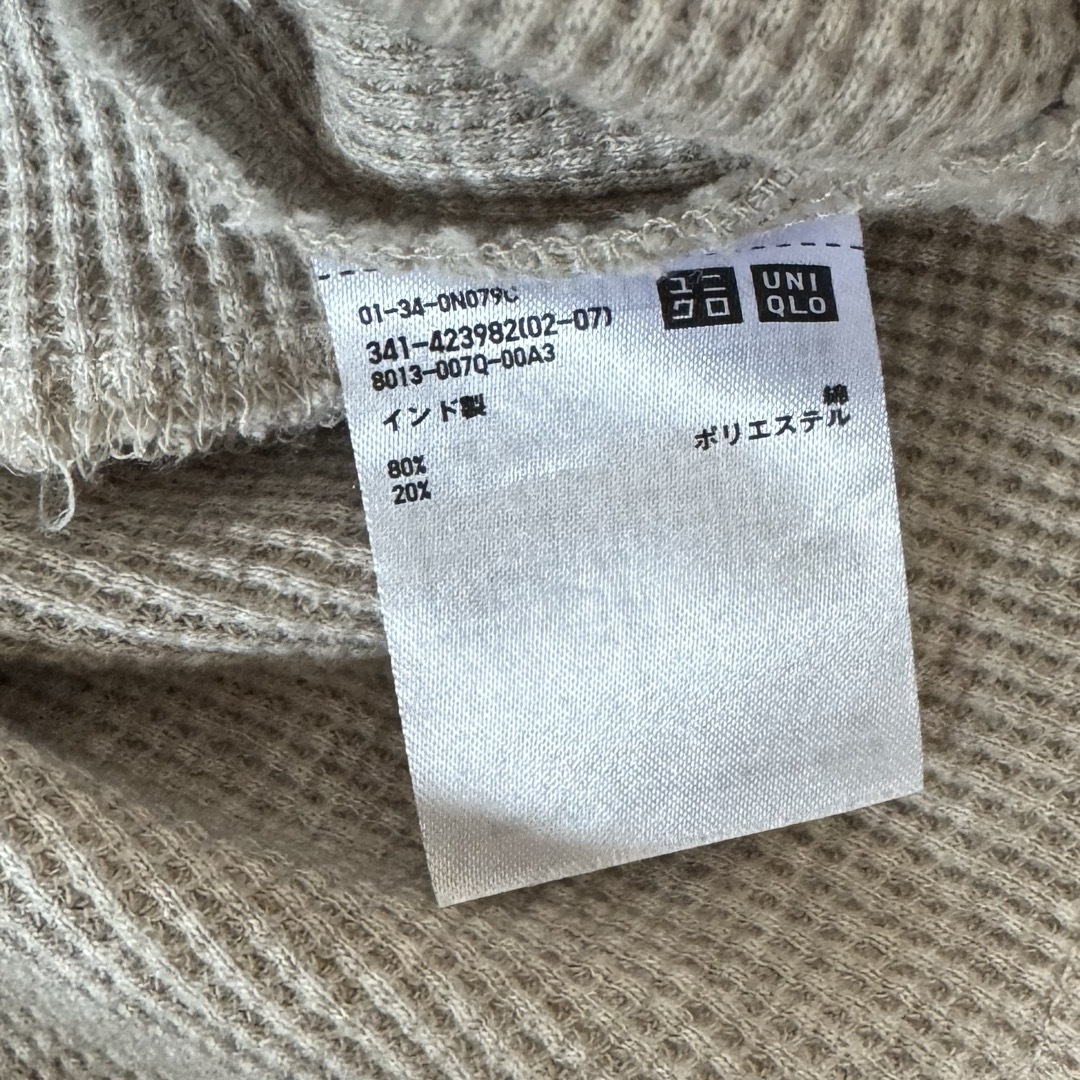 01-34-0N079C
341-423982(02-07)
8013-007Q-00A3
ユニ
クロ
UNI
QLO
インド製
綿
ポリエステル
80%
20%